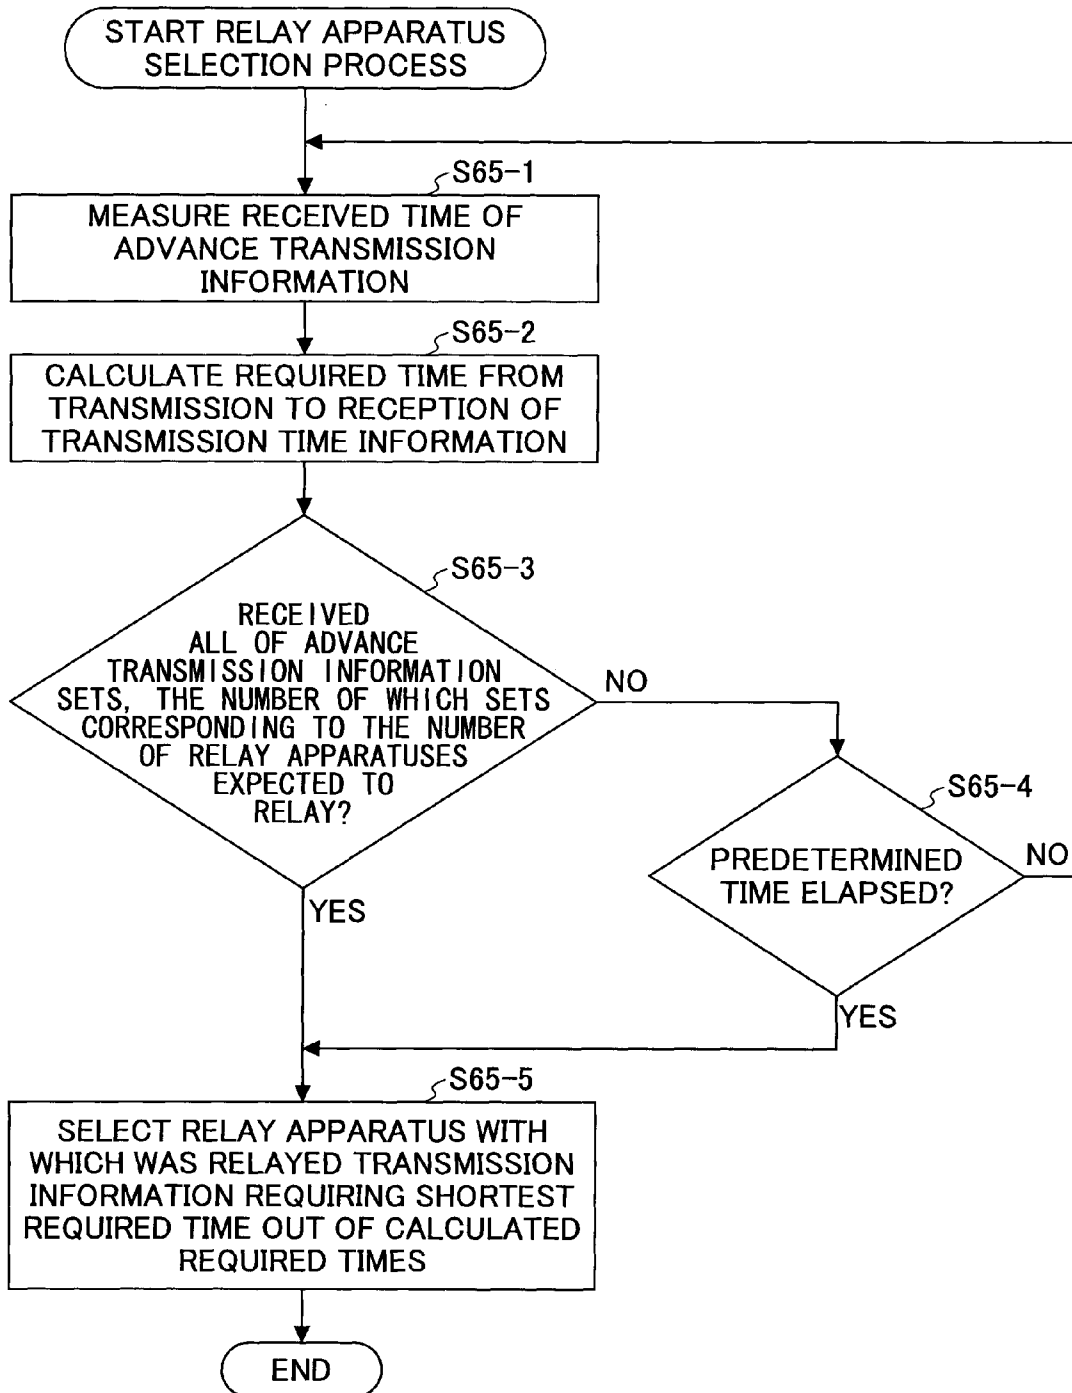 START RELAY APPARATUS
SELECTION PROCESS
S65-1
MEASURE RECEIVED TIME OF
ADVANCE TRANSMISSION
INFORMATION
S65-2
CALCULATE REQUIRED TIME FROM
TRANSMISSION TO RECEPTION OF
TRANSMISSION TIME INFORMATION
S65-3
RECEIVED
ALL OF ADVANCE
TRANSMISSION INFORMATION
SETS, THE NUMBER OF WHICH SETS
CORRESPONDING TO THE NUMBER
OF RELAY APPARATUSES
EXPECTED TO
RELAY?
NO
YES
S65-4
PREDETERMINED
TIME ELAPSED?
NO
YES
S65-5
SELECT RELAY APPARATUS WITH
WHICH WAS RELAYED TRANSMISSION
INFORMATION REQUIRING SHORTEST
REQUIRED TIME OUT OF CALCULATED
REQUIRED TIMES
END